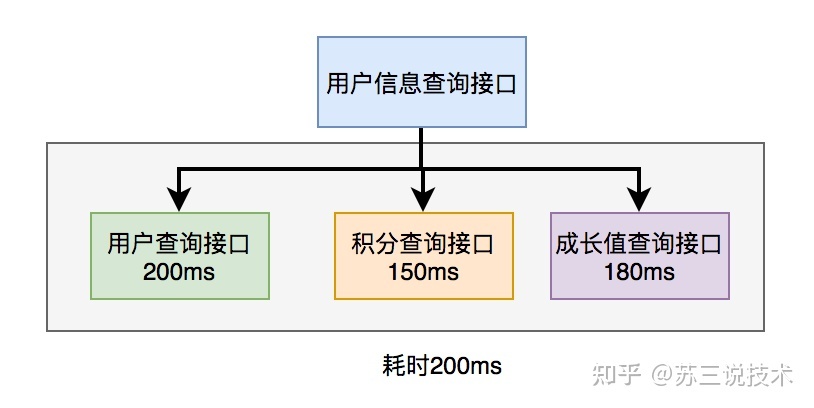 用户信息查询接口
用户查询接口
200ms
积分查询接口
150ms
成长值查询接口
180ms
耗时200ms
知乎 @苏三说技术